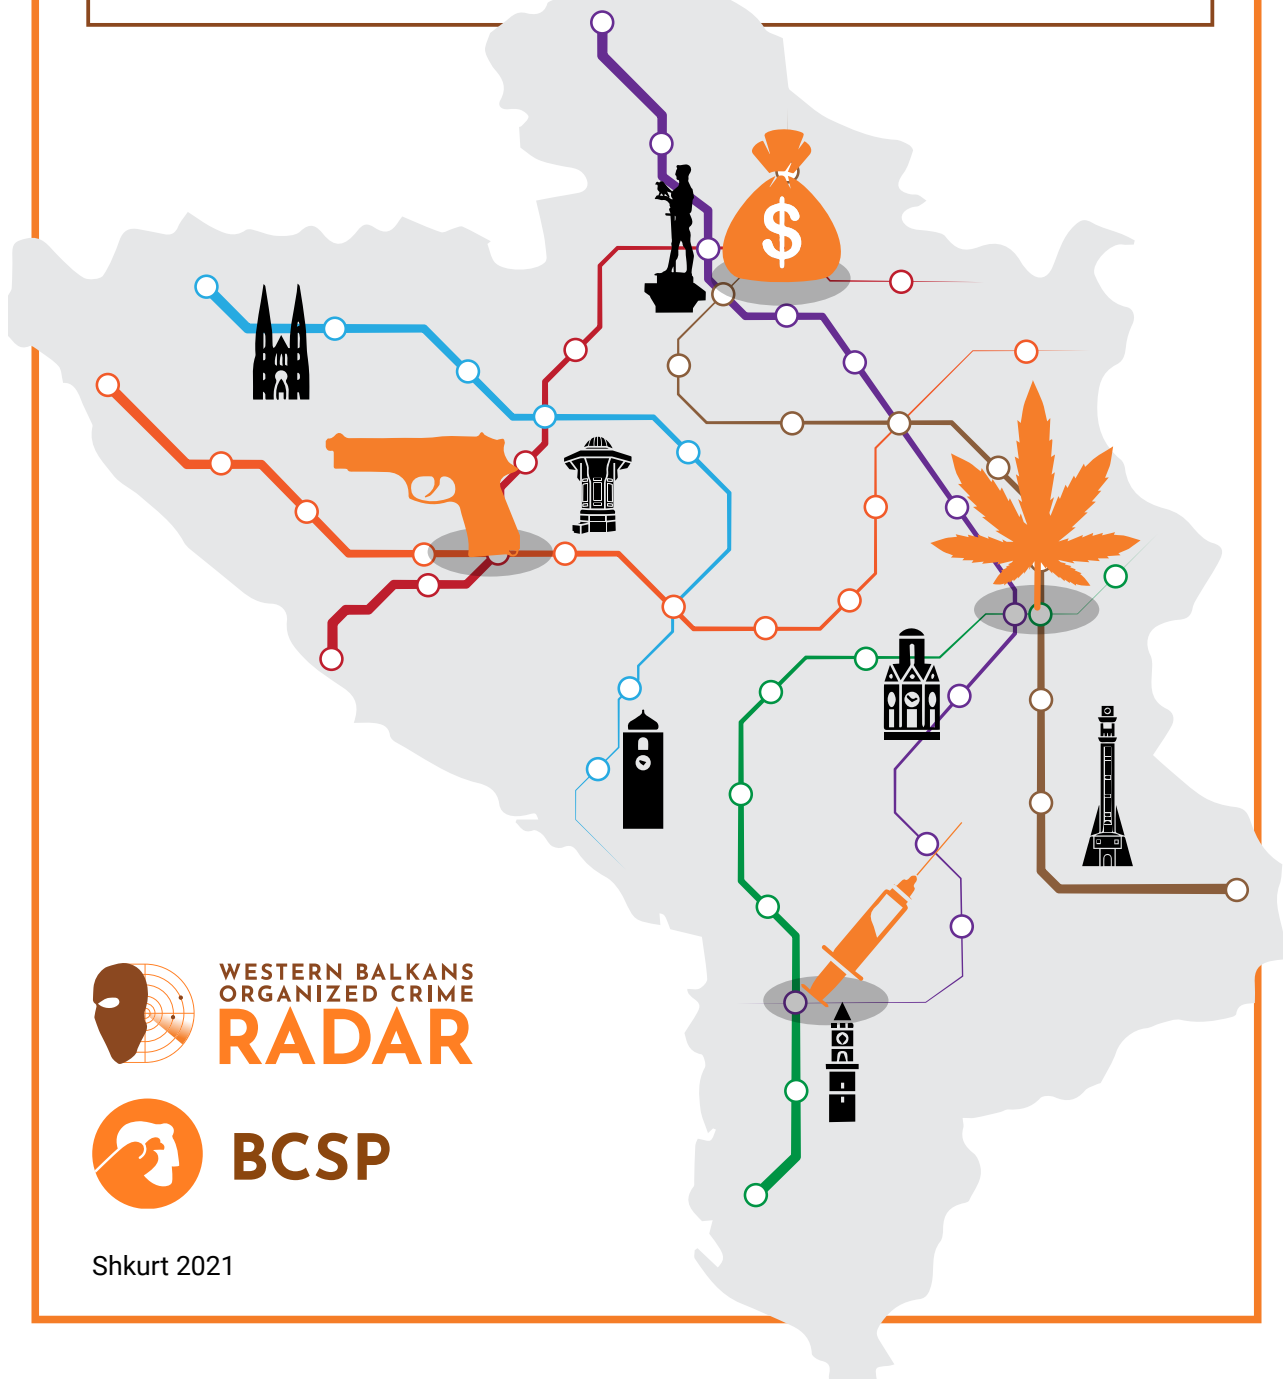 $
WESTERN BALKANS
ORGANIZED CRIME
RADAR
BCSP
Shkurt 2021